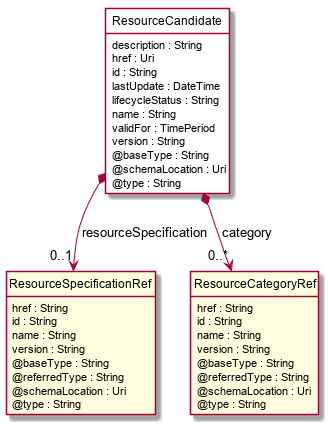 ResourceCandidate
description : String
href : Uri
id : String
lastUpdate : DateTime
lifecycleStatus : String
name : String
validFor : TimePeriod
version : String
@baseType : String
@schemaLocation : Uri
@type : String
resourceSpecification
category
0..1
0..*
ResourceSpecificationRef
href : String
id : String
name : String
version : String
@baseType : String
@referredType : String
@schemaLocation : Uri
@type : String
ResourceCategoryRef
href : String
id : String
name : String
version : String
@baseType : String
@referredType : String
@schemaLocation : Uri
@type : String